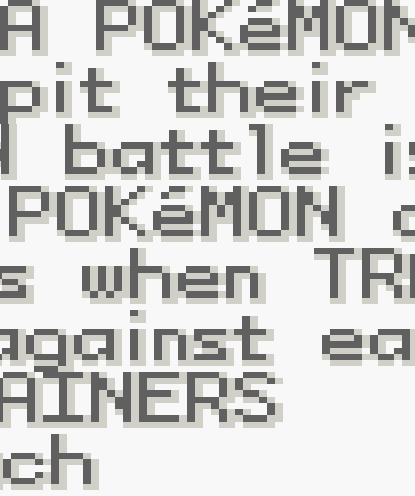 A POKéMON
pit their
battle is
POKéMON
s when TR
against ea
AINERS
ch